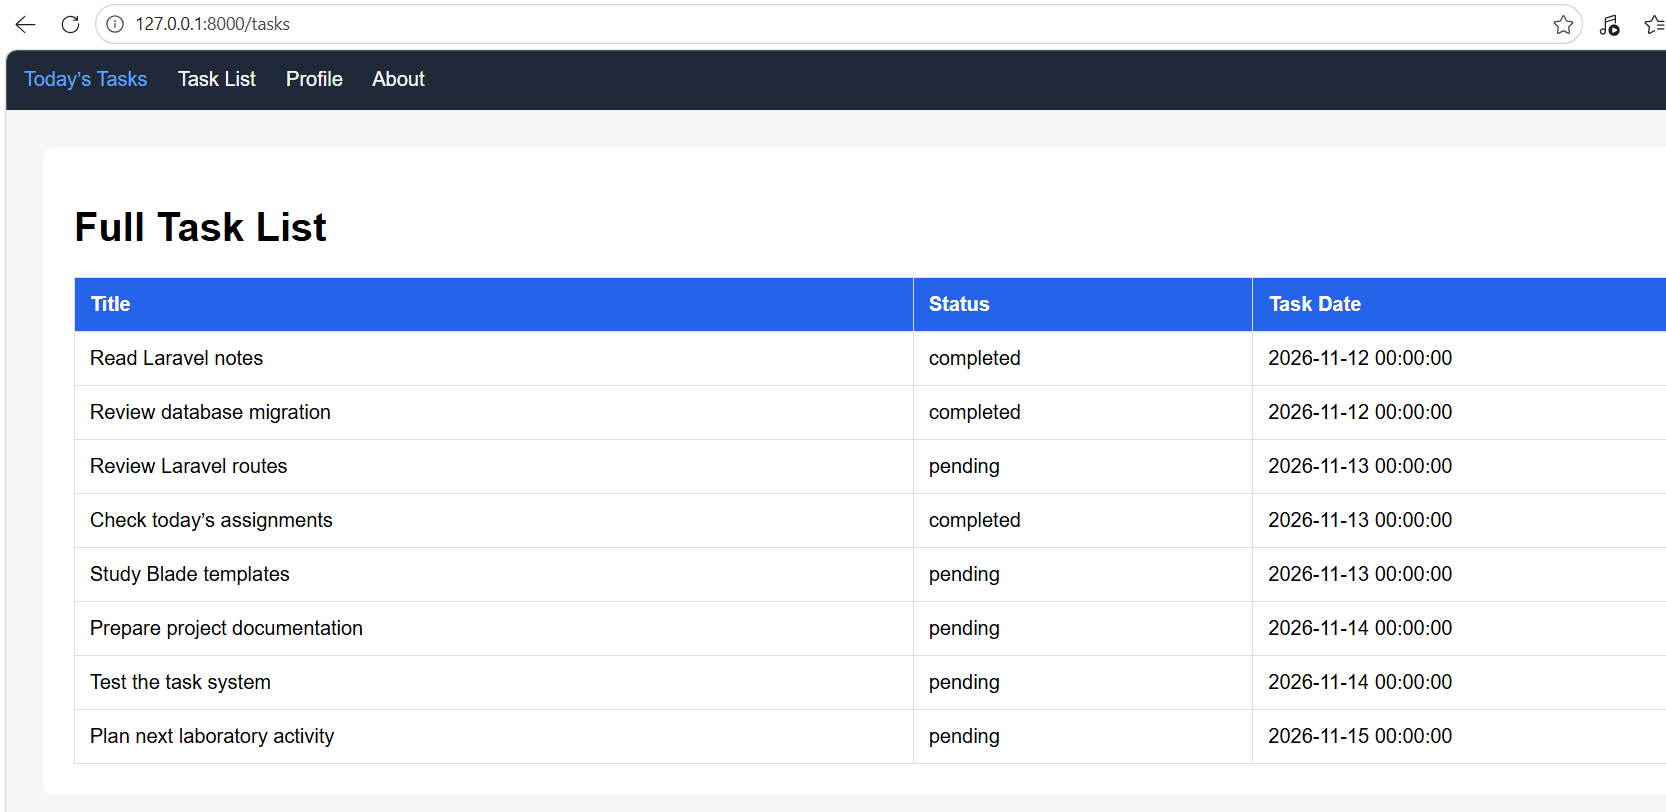 127.0.0.1:8000/tasks
Today’s Tasks Task List Profile About
Full Task List
Title Status Task Date
Read Laravel notes completed 2026-11-12 00:00:00
Review database migration completed 2026-11-12 00:00:00
Review Laravel routes pending 2026-11-13 00:00:00
Check today’s assignments completed 2026-11-13 00:00:00
Study Blade templates pending 2026-11-13 00:00:00
Prepare project documentation pending 2026-11-14 00:00:00
Test the task system pending 2026-11-14 00:00:00
Plan next laboratory activity pending 2026-11-15 00:00:00